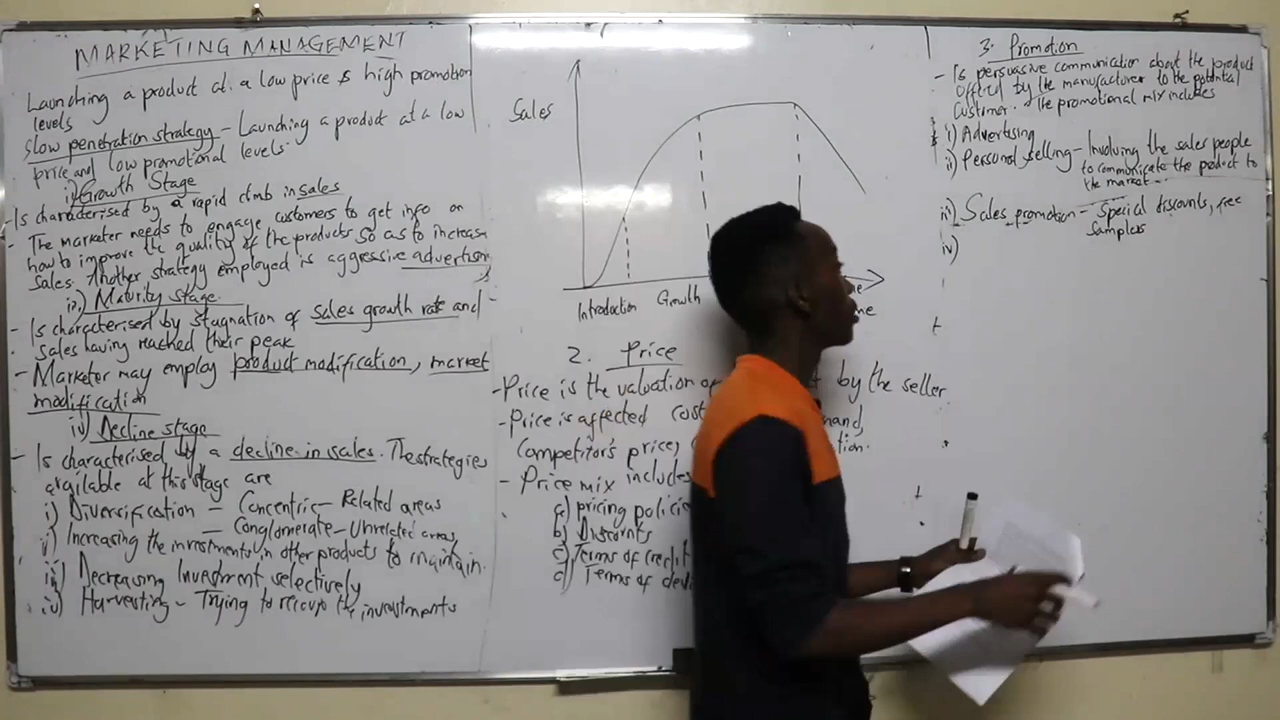 MARKETING MANAGEMENT
Launching a product at a low price & high promotion
levels
Slow penetration strategy - Launching a product at a low
price and low promotional levels.
ii) Growth Stage
- Is characterised by a rapid climb in sales
- The marketer needs to engage customers to get info on
how to improve the quality of the products so as to increase
sales. Another strategy employed is aggressive advertising
iii) Maturity stage
- Is characterised by stagnation of sales growth rate and
sales having reached their peak
- Marketer may employ product modification, market
modification
iv) Decline stage
- Is characterised by a decline in sales. The strategies
available at this stage are
i) Diversification - Concentric - Related areas
- Conglomerate - Unrelated areas
Increasing the investments in other products to maintain.
iii) Decreasing Investment selectively
iv) Harvesting - Trying to recoup the investments
Sales
Introduction Growth
me
2. Price
- Price is the valuation of by the seller
- Price is affected cost
Competitor's price,
- Price mix includes
a) pricing policies
b) Discounts
c) Terms of credit
d) Terms of
3. Promotion
- Is persuasive communication about the product
offered by the manufacturer to the potential
customer. The promotional mix includes
i) Advertising
ii) Personal selling - Involving the sales people
to communicate the product to
the market -
iii) Sales promotion - Special discounts, free
samplers
iv)